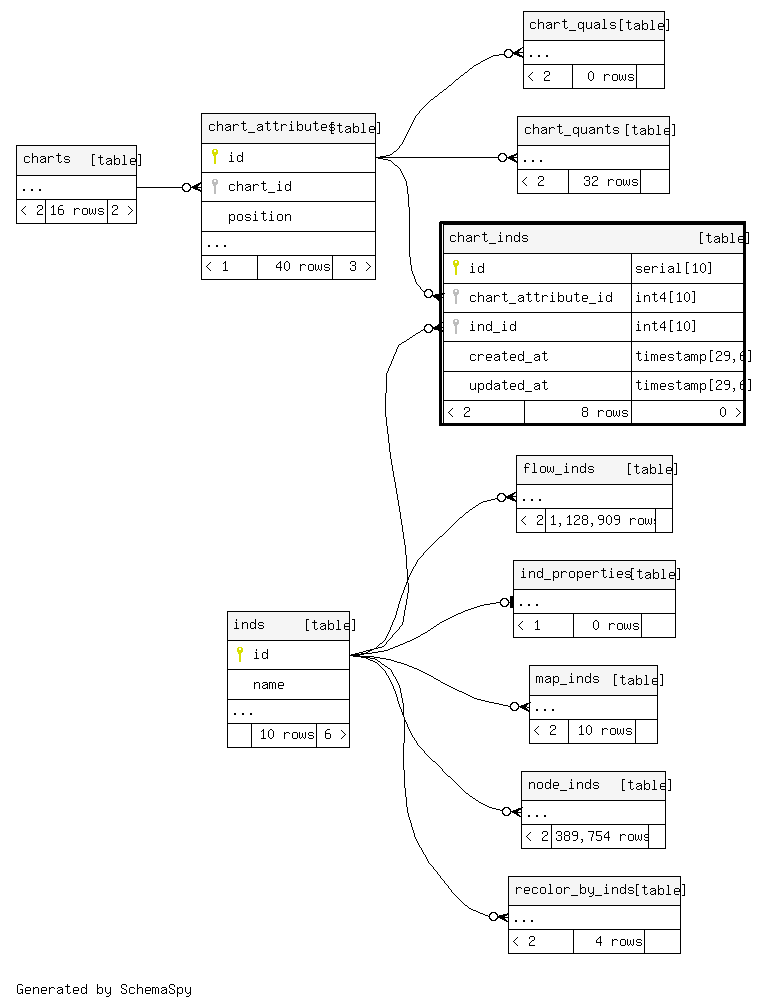 chart_quals[table]
...
< 2 0 rows
chart_quants [table]
...
< 2 32 rows
chart_attributes[table]
id
chart_id
position
...
< 1 40 rows 3 >
charts [table]
...
< 2 16 rows 2 >
chart_inds [table]
id serial[10]
chart_attribute_id int4[10]
ind_id int4[10]
created_at timestamp[29,6]
updated_at timestamp[29,6]
< 2 8 rows 0 >
flow_inds [table]
...
< 2 1,128,909 rows
ind_properties[table]
...
< 1 0 rows
inds [table]
id
name
...
10 rows 6 >
map_inds [table]
...
< 2 10 rows
node_inds [table]
...
< 2 389,754 rows
recolor_by_inds[table]
...
< 2 4 rows
Generated by SchemaSpy